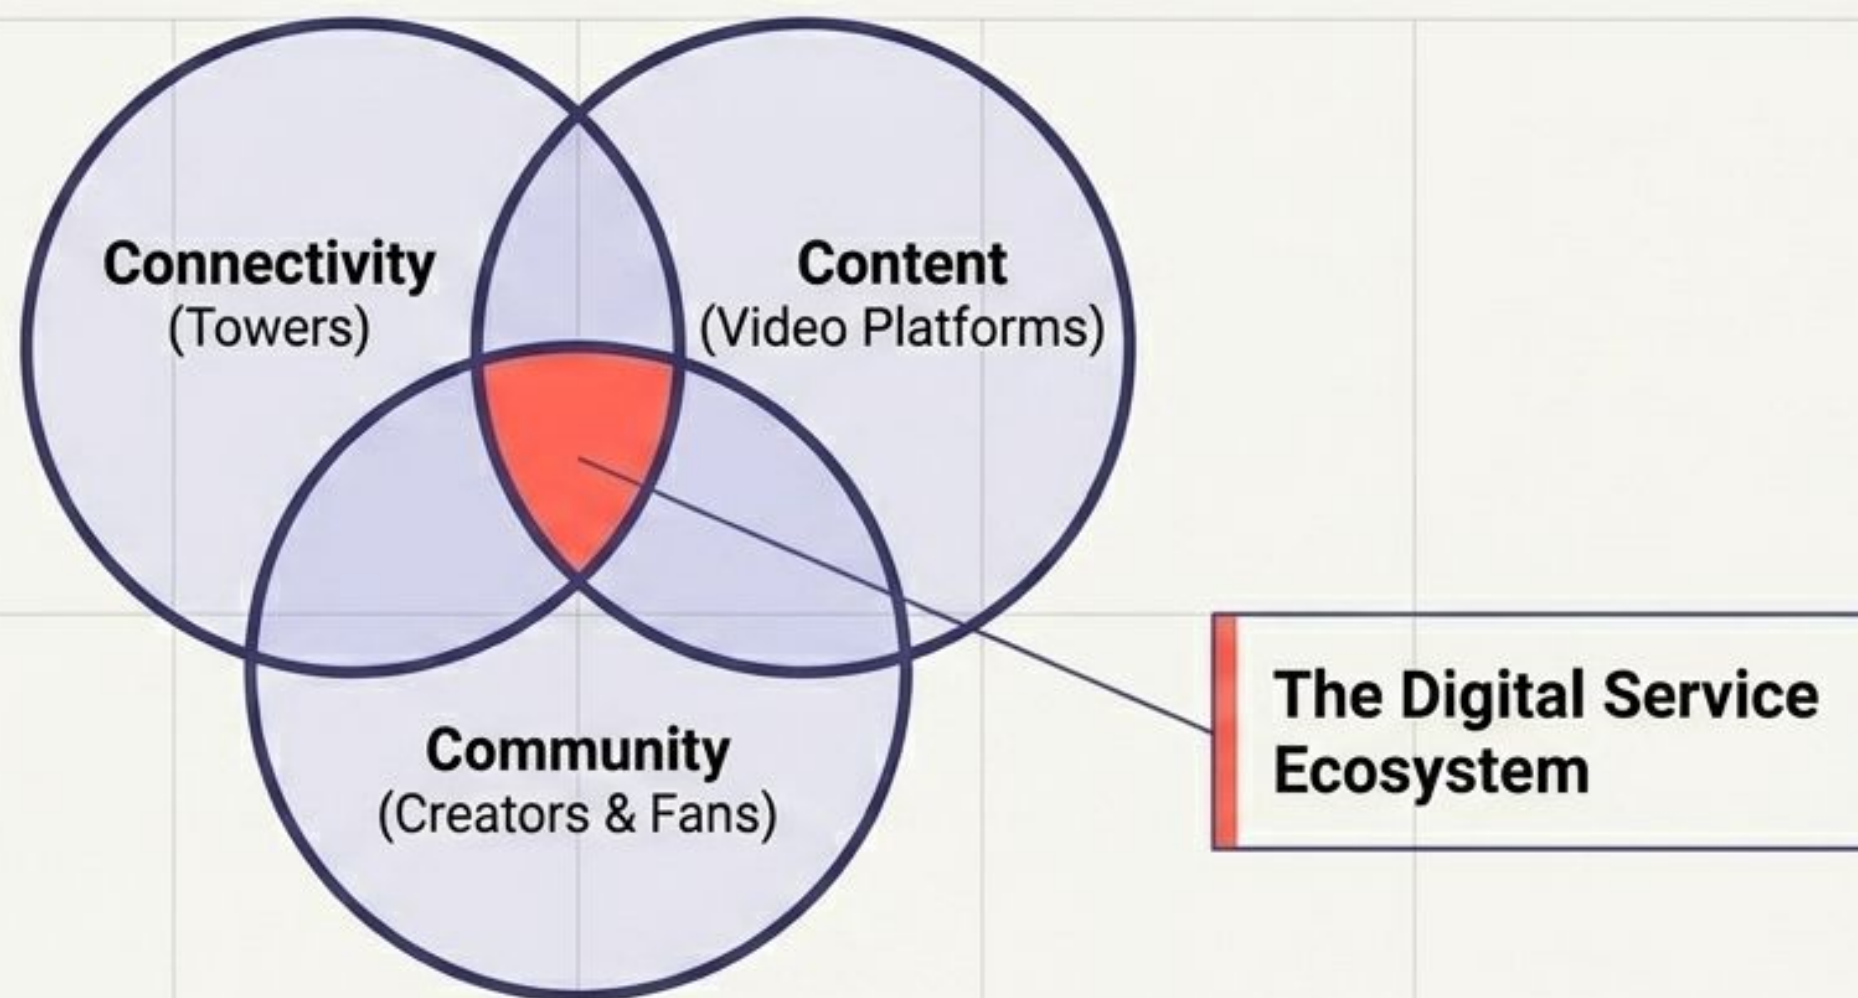 Connectivity
(Towers)
Content
(Video Platforms)
Community
(Creators & Fans)
The Digital Service
Ecosystem